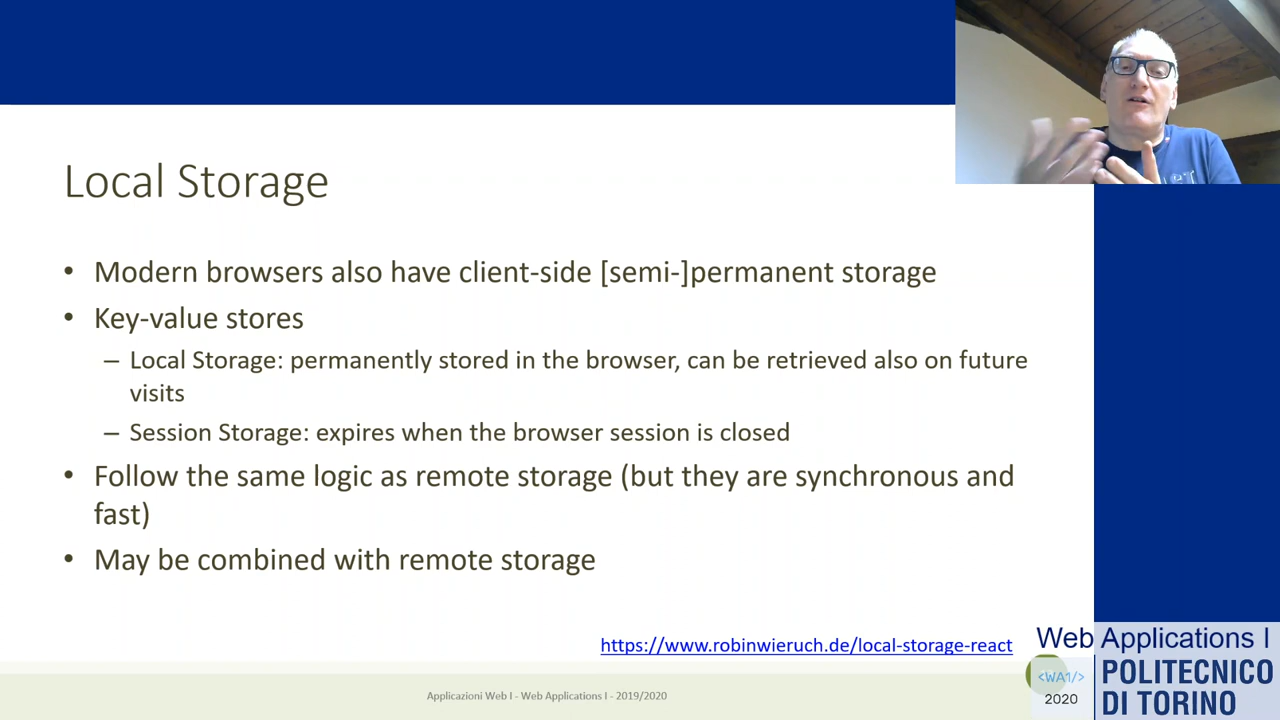 Local Storage
• Modern browsers also have client-side [semi-]permanent storage
• Key-value stores
– Local Storage: permanently stored in the browser, can be retrieved also on future
visits
– Session Storage: expires when the browser session is closed
• Follow the same logic as remote storage (but they are synchronous and
fast)
• May be combined with remote storage
https://www.robinwieruch.de/local-storage-react
Applicazioni Web I - Web Applications I - 2019/2020
Web Applications I
<WA1/>
2020
POLITECNICO
DI TORINO